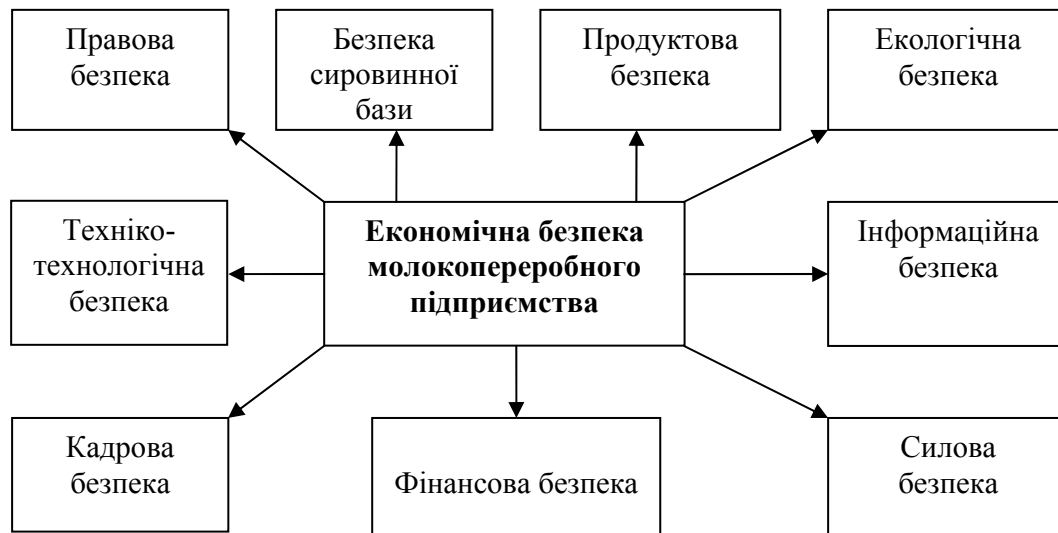 Правова
безпека
Безпека
сировинної
бази
Продуктова
безпека
Екологічна
безпека
Техніко-
технологічна
безпека
Економічна безпека
молокопереробного
підприємства
Інформаційна
безпека
Кадрова
безпека
Фінансова безпека
Силова
безпека